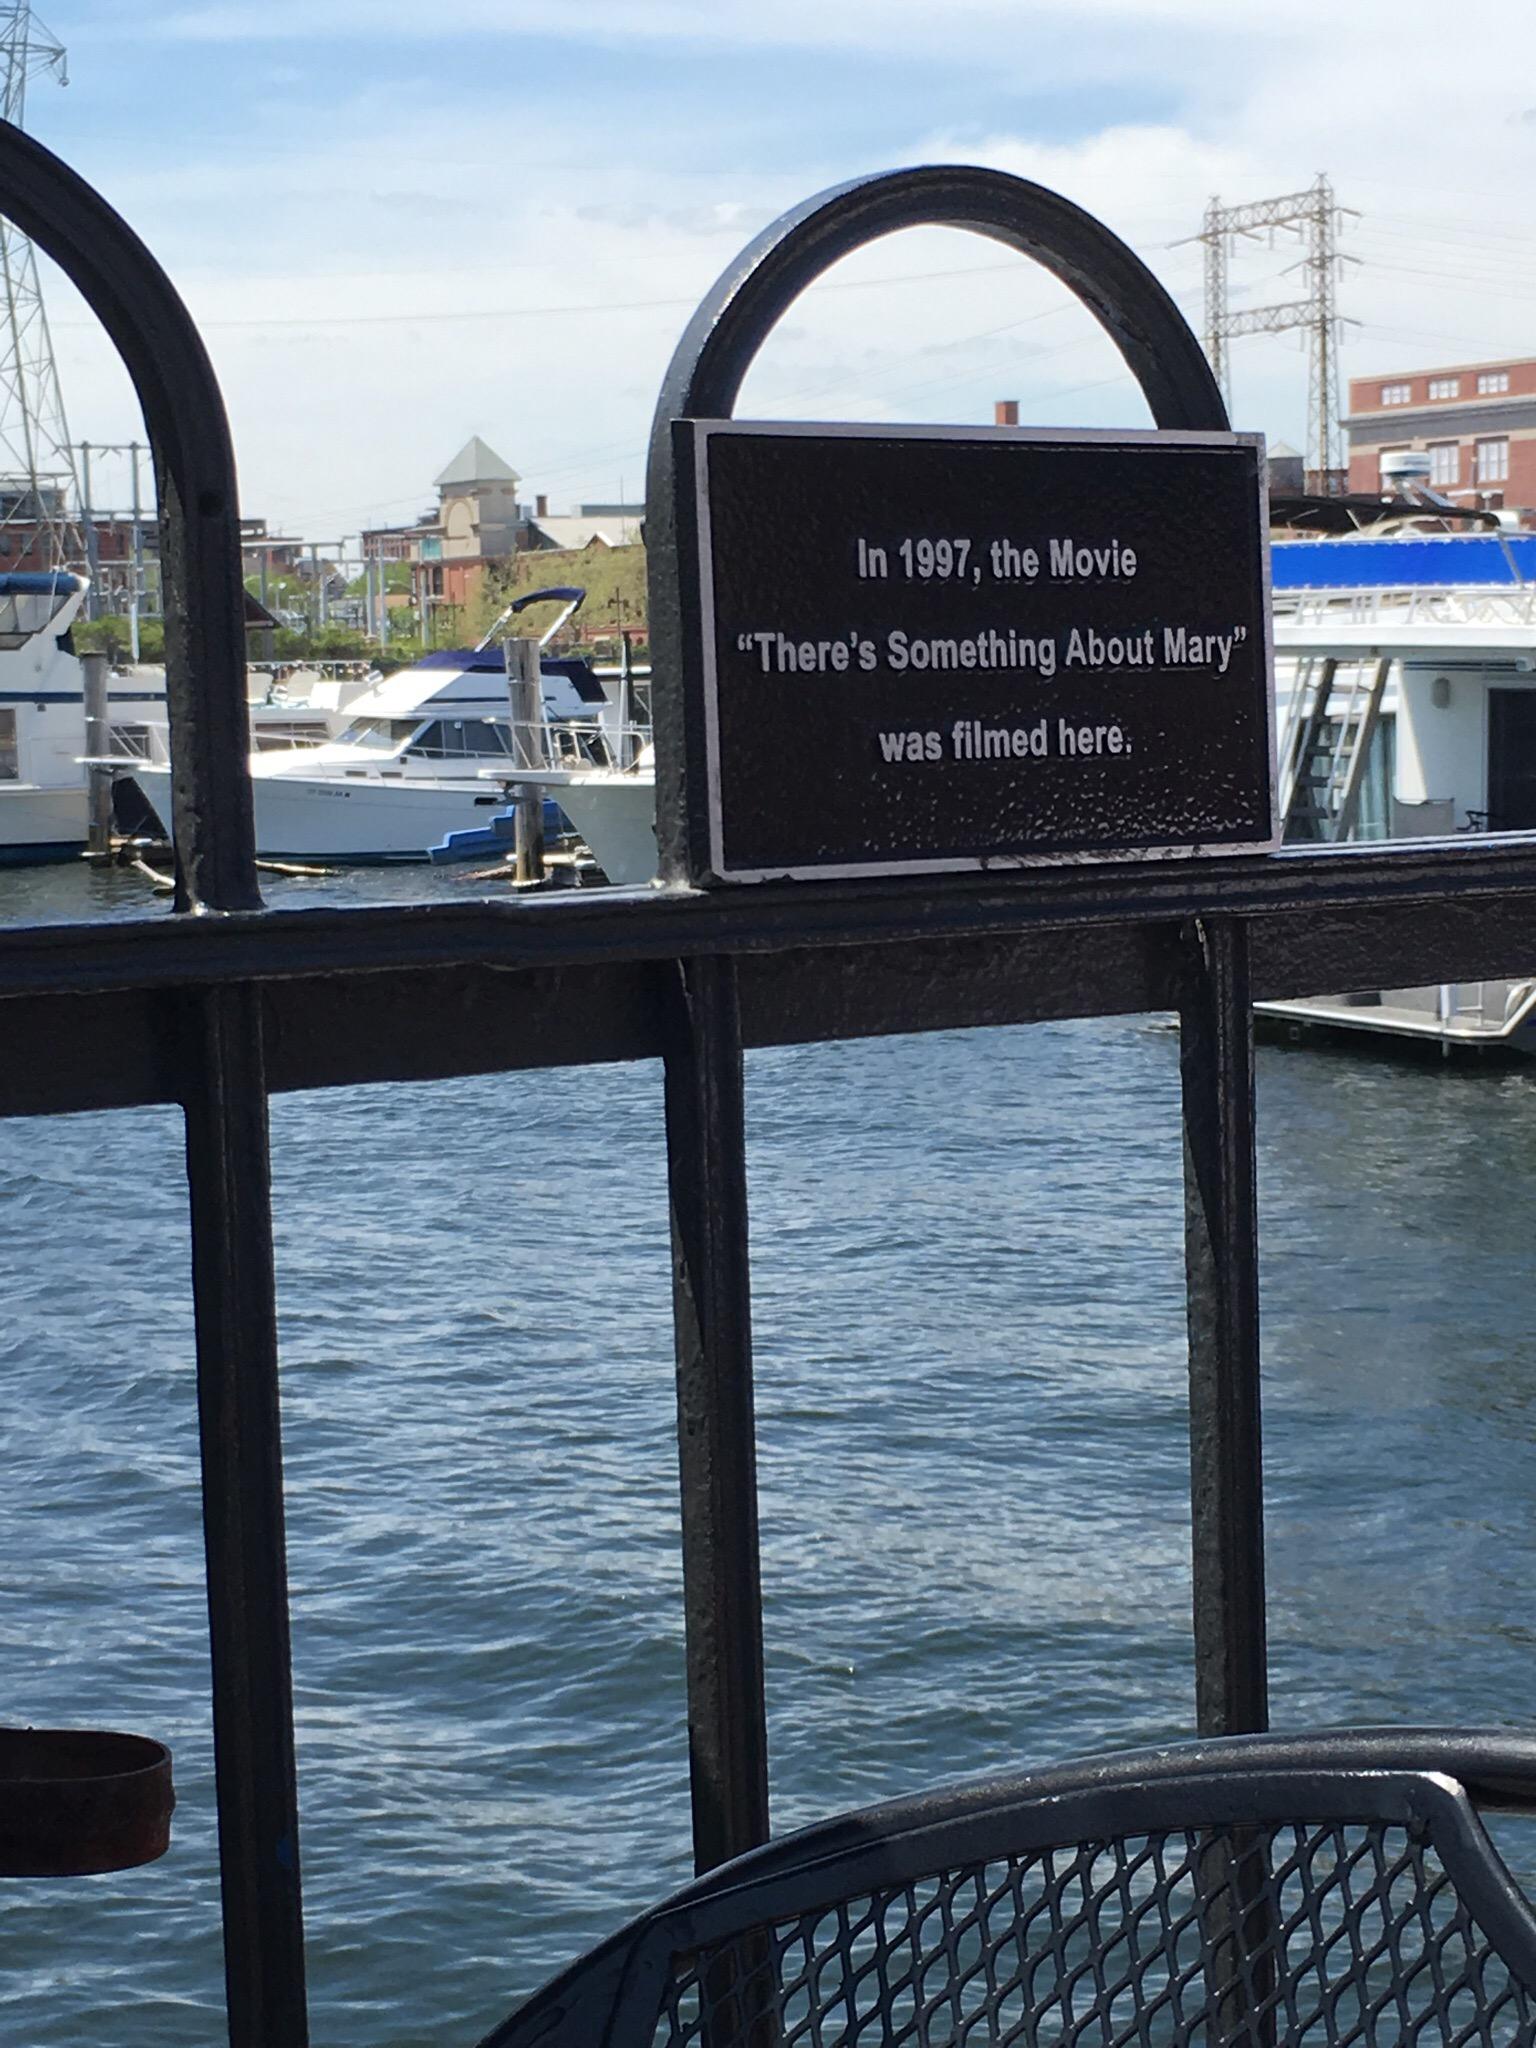 In 1997, the Movie
“There’s Something About Mary”
was filmed here.